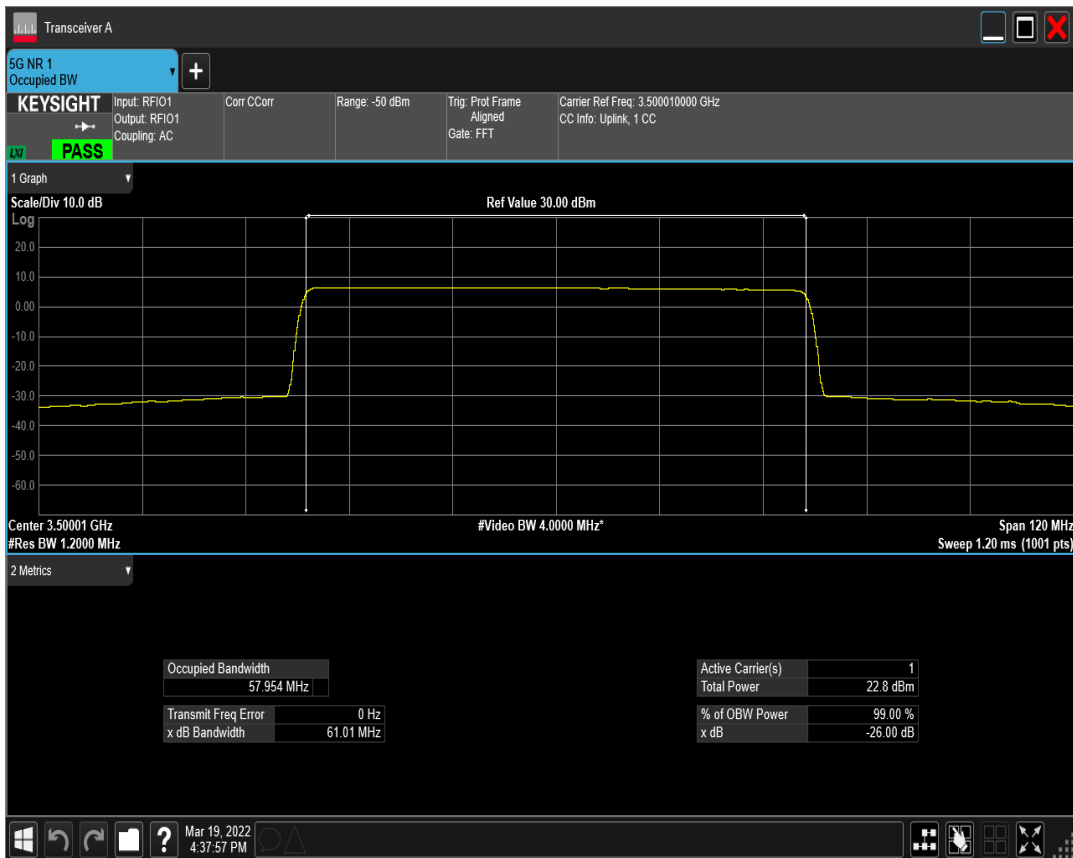 Transceiver A
5G NR 1
Occupied BW
+
KEYSIGHT
LXI
PASS
Input: RFIO1
Output: RFIO1
Coupling: AC
Corr CCorr
Range: -50 dBm
Trig: Prot Frame
Aligned
Gate: FFT
Carrier Ref Freq: 3.500010000 GHz
CC Info: Uplink, 1 CC
1 Graph
Scale/Div 10.0 dB
Ref Value 30.00 dBm
Log
20.0
10.0
0.00
-10.0
-20.0
-30.0
-40.0
-50.0
-60.0
Center 3.50001 GHz
#Video BW 4.0000 MHz*
Span 120 MHz
#Res BW 1.2000 MHz
Sweep 1.20 ms (1001 pts)
2 Metrics
Occupied Bandwidth
57.954 MHz
Transmit Freq Error 0 Hz
x dB Bandwidth 61.01 MHz
Active Carrier(s) 1
Total Power 22.8 dBm
% of OBW Power 99.00 %
x dB -26.00 dB
?
Mar 19, 2022
4:37:57 PM